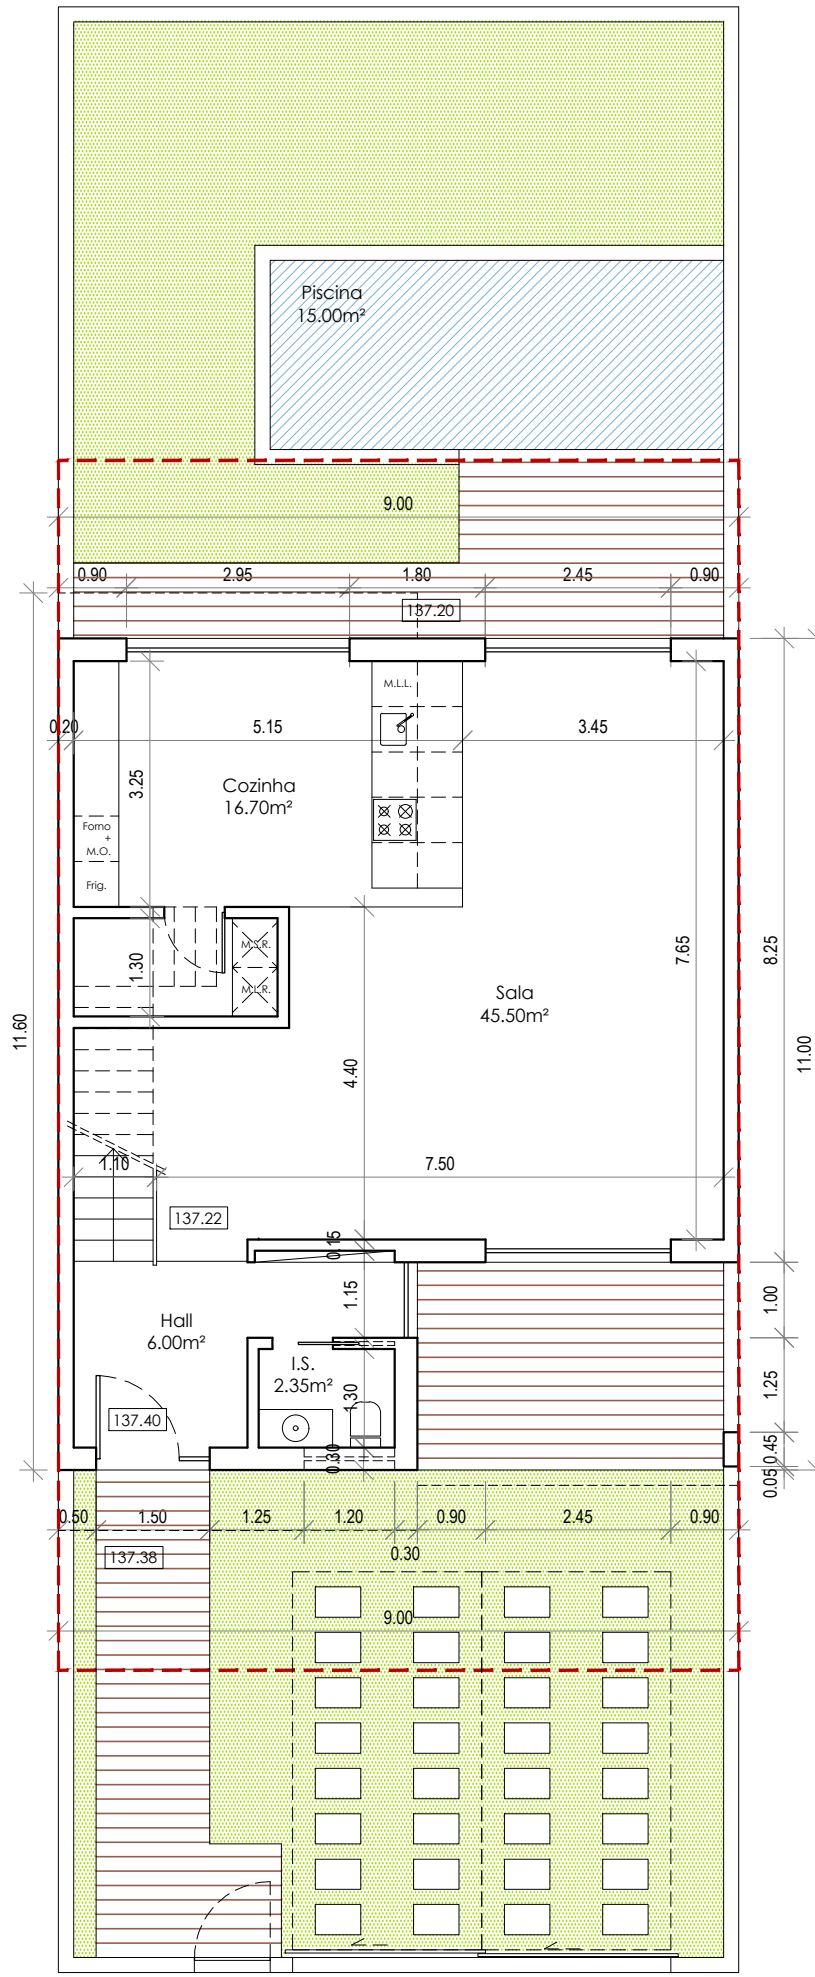 Piscina
15.00m²
9.00
0.90
2.95
1.80
2.45
0.90
137.20
M.L.L.
0.20
5.15
3.45
3.25
Cozinha
16.70m²
Forno
+
M.O.
Frig.
M.S.R.
M.L.R.
1.30
7.65
8.25
Sala
45.50m²
11.60
11.00
4.40
1.10
7.50
137.22
0.15
1.15
1.00
Hall
6.00m²
I.S.
2.35m²
1.30
1.25
137.40
0.30
0.45
0.05
0.50
1.50
1.25
1.20
0.90
2.45
0.90
0.30
137.38
9.00